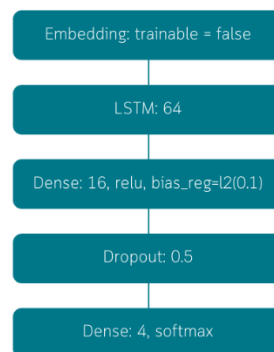 Embedding: trainable = false
LSTM: 64
Dense: 16, relu, bias_reg=l2(0.1)
Dropout: 0.5
Dense: 4, softmax